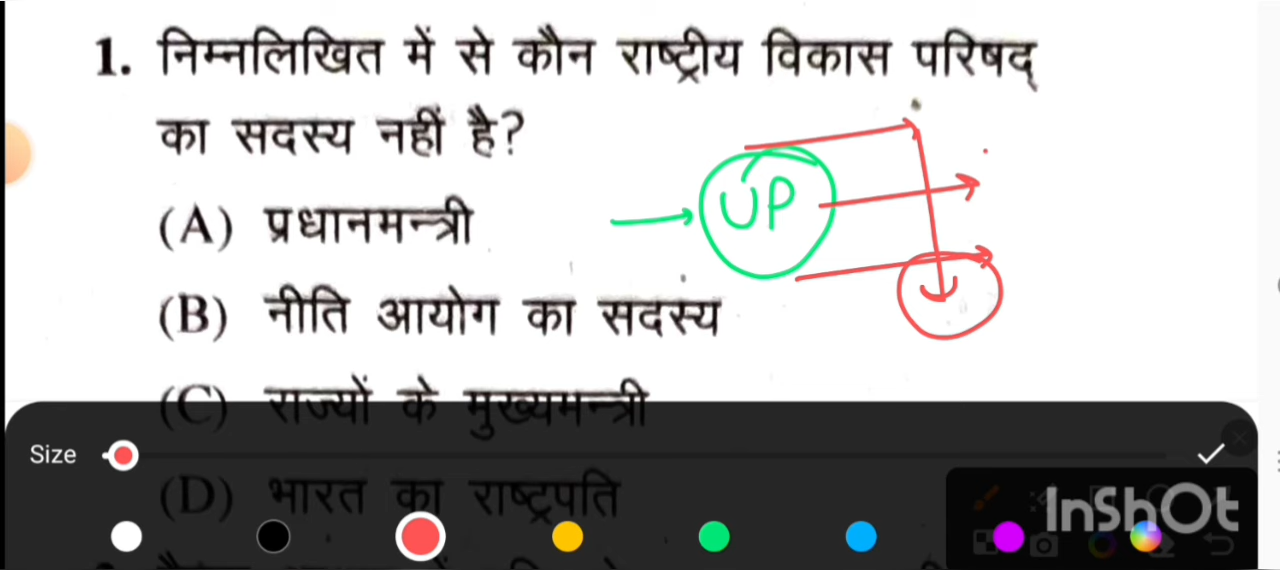 1. निम्नलिखित में से कौन राष्ट्रीय विकास परिषद्
का सदस्य नहीं है?
(A) प्रधानमन्त्री
UP
(B) नीति आयोग का सदस्य
(C) राज्यों के मुख्यमन्त्री
Size
(D) भारत का राष्ट्रपति
InShOt